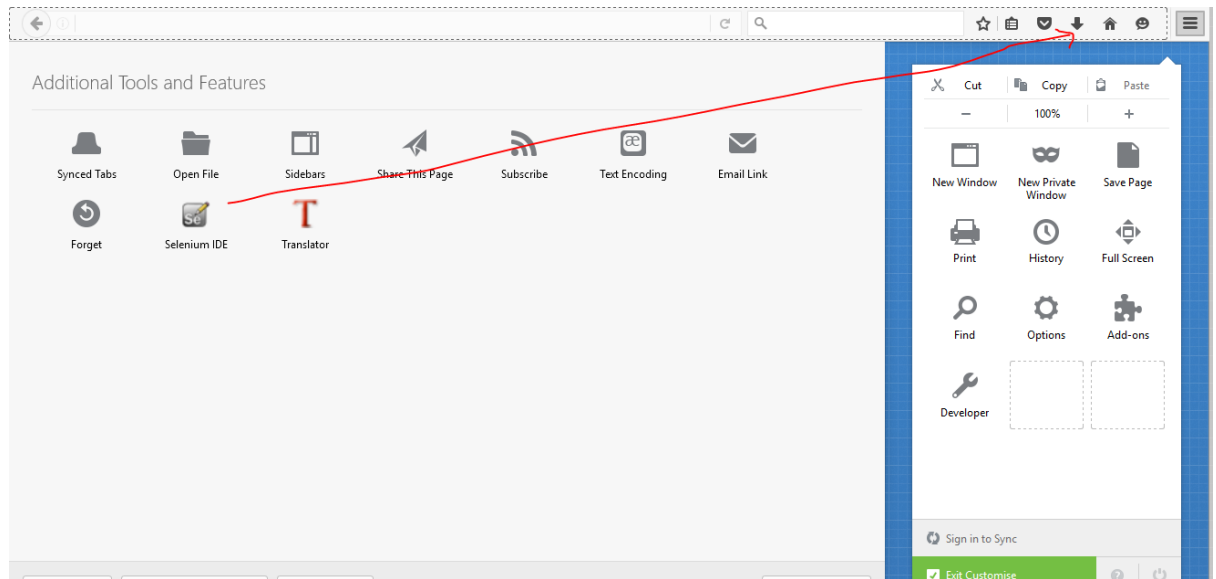 Additional Tools and Features
Cut Copy Paste
− 100% +
Synced Tabs Open File Sidebars Share This Page Subscribe Text Encoding Email Link
æ
New Window New Private Window Save Page
Se
T
Forget Selenium IDE Translator
Print History Full Screen
Find Options Add-ons
Developer
Sign in to Sync
Exit Customise